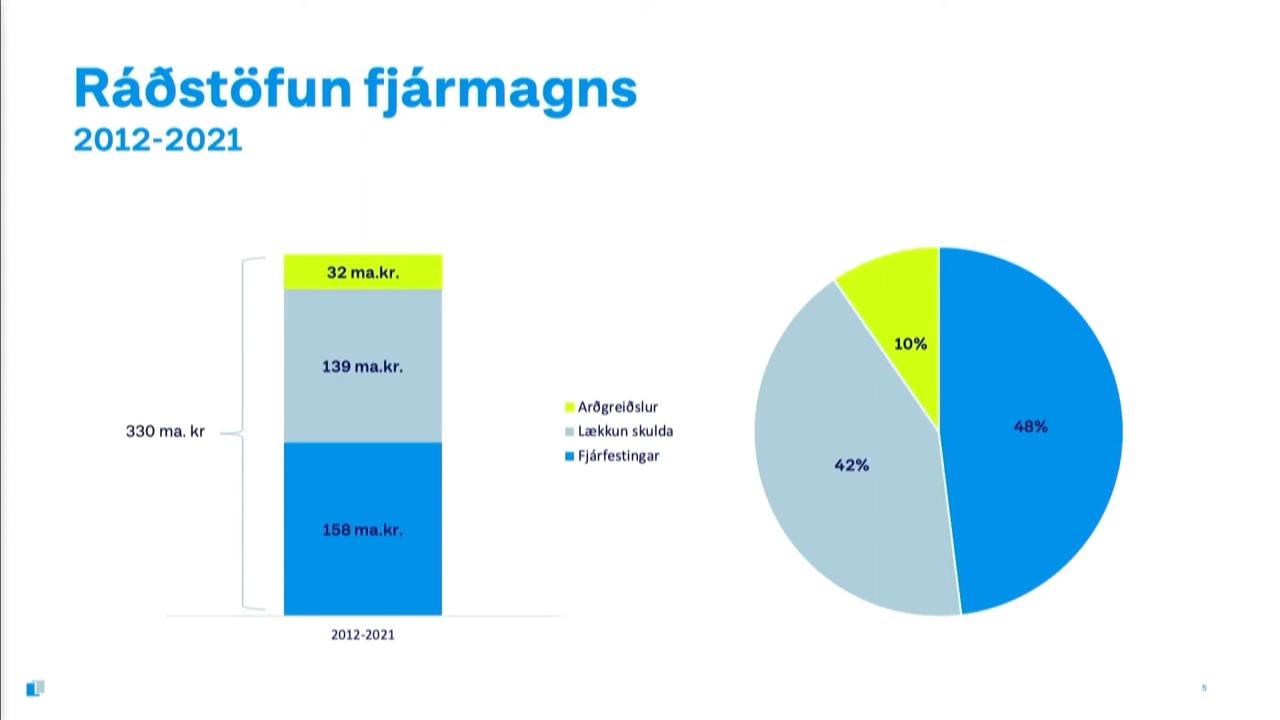 Ráðstöfun fjármagns
2012-2021
32 ma.kr.
139 ma.kr.
330 ma. kr
158 ma.kr.
2012-2021
Arðgreiðslur
Lækkun skulda
Fjárfestingar
10%
48%
42%
5